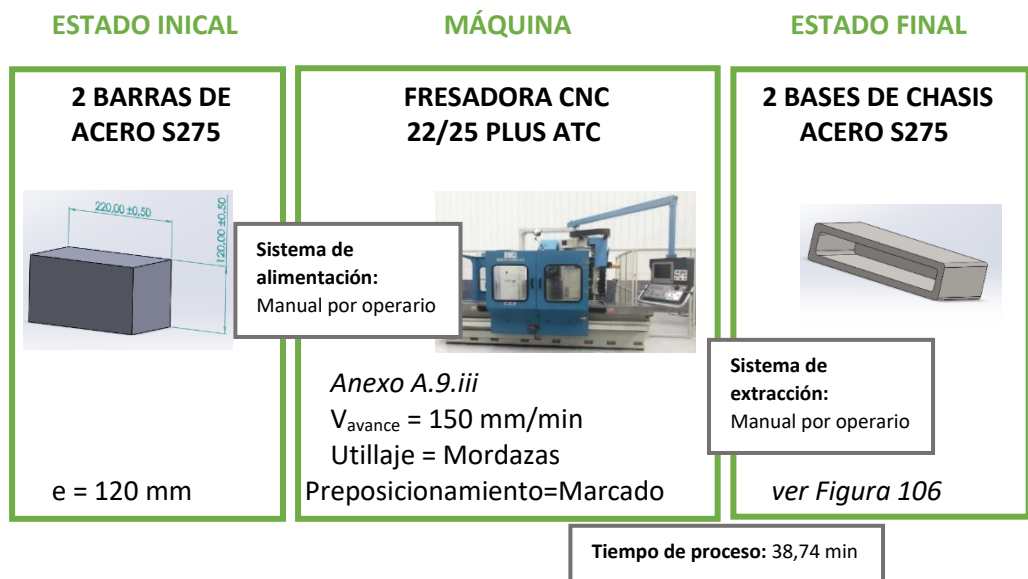 ESTADO INICAL
MÁQUINA
ESTADO FINAL
2 BARRAS DE
ACERO S275
220,00 ±0,50
120,00 ±0,50
e = 120 mm
Sistema de
alimentación:
Manual por operario
FRESADORA CNC
22/25 PLUS ATC
Anexo A.9.iii
Vavance = 150 mm/min
Utillaje = Mordazas
Preposicionamiento=Marcado
2 BASES DE CHASIS
ACERO S275
Sistema de
extracción:
Manual por operario
ver Figura 106
Tiempo de proceso: 38,74 min